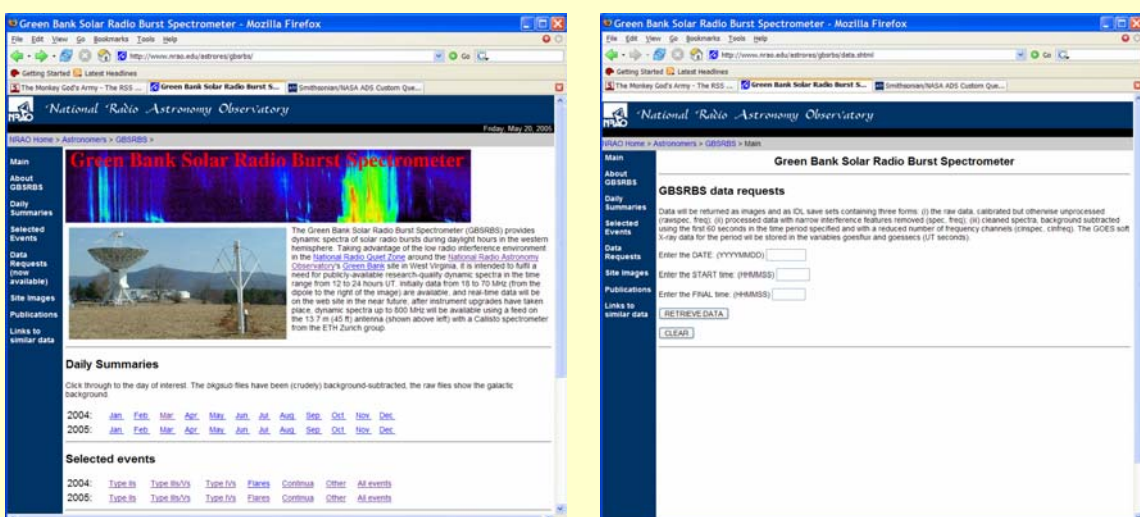 Green Bank Solar Radio Burst Spectrometer - Mozilla Firefox
File Edit View Go Bookmarks Tools Help
http://www.nrao.edu/astrores/gbsrbs/
Go
Getting Started Latest Headlines
The Monkey God's Army - The RSS ... Green Bank Solar Radio Burst S... Smithsonian/NASA ADS Custom Que...
NRAO National Radio Astronomy Observatory
Friday, May 20, 2005
NRAO Home > Astronomers > GBSRBS >
Main
About
GBSRBS
Daily
Summaries
Selected
Events
Data
Requests
(now
available)
Site Images
Publications
Links to
similar data
Green Bank Solar Radio Burst Spectrometer
The Green Bank Solar Radio Burst Spectrometer (GBSRBS) provides
dynamic spectra of solar radio bursts during daylight hours in the western
hemisphere. Taking advantage of the low radio interference environment
in the National Radio Quiet Zone around the National Radio Astronomy
Observatory's Green Bank site in West Virginia, it is intended to fulfil a
need for publicly-available research-quality dynamic spectra in the time
range from 12 to 24 hours UT. Initially data from 18 to 70 MHz (from the
dipole to the right of the image) are available, and real-time data will be
on the web site in the near future, after instrument upgrades have taken
place, dynamic spectra up to 800 MHz will be available using a feed on
the 13.7 m (45 ft) antenna (shown above left) with a Callisto spectrometer
from the ETH Zurich group.
Daily Summaries
Click through to the day of interest. The bkgsub files have been (crudely) background-subtracted, the raw files show the galactic
background.
2004: Jan. Feb. Mar. Apr. May. Jun. Jul. Aug. Sep. Oct. Nov. Dec.
2005: Jan. Feb. Mar. Apr. May. Jun. Jul. Aug. Sep. Oct. Nov. Dec.
Selected events
2004: Type IIs Type IIIs/Vs Type IVs Flares Continua Other All events
2005: Type IIs Type IIIs/Vs Type IVs Flares Continua Other All events
Green Bank Solar Radio Burst Spectrometer - Mozilla Firefox
File Edit View Go Bookmarks Tools Help
http://www.nrao.edu/astrores/gbsrbs/data.shtml
Go
Getting Started Latest Headlines
The Monkey God's Army - The RSS ... Green Bank Solar Radio Burst S... Smithsonian/NASA ADS Custom Que...
NRAO National Radio Astronomy Observatory
NRAO Home > Astronomers > GBSRBS > Main
Main
About
GBSRBS
Daily
Summaries
Selected
Events
Data
Requests
Site Images
Publications
Links to
similar data
Green Bank Solar Radio Burst Spectrometer
GBSRBS data requests
Data will be returned as images and as IDL save sets containing three forms: (i) the raw data, calibrated but otherwise unprocessed
(rawspec, freq); (ii) processed data with narrow interference features removed (spec, freq); (iii) cleaned spectra, background subtracted
using the first 60 seconds in the time period specified and with a reduced number of frequency channels (clnspec, clnfreq). The GOES soft
X-ray data for the period will be stored in the variables goesflux and goessecs (UT seconds).
Enter the DATE: (YYYYMMDD)
Enter the START time: (HHMMSS)
Enter the FINAL time: (HHMMSS)
RETRIEVE DATA
CLEAR